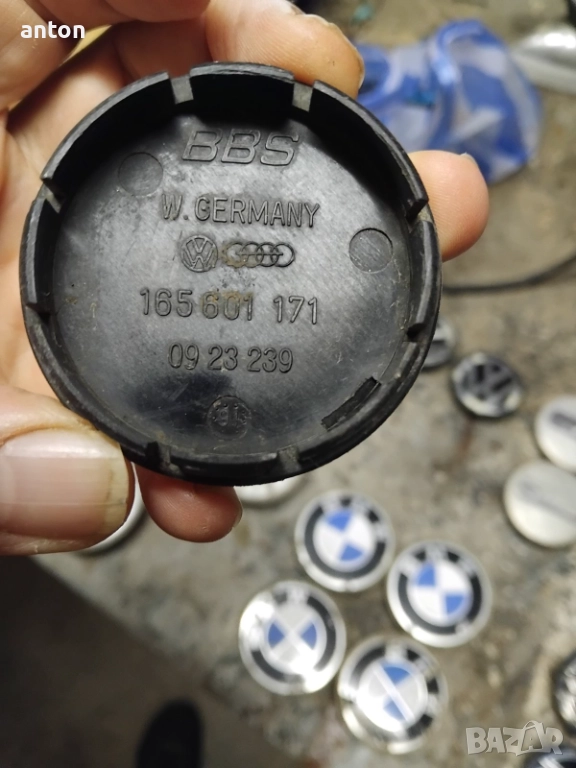 anton
BBS
W. GERMANY
165 601 171
09 23 239
BAZAR